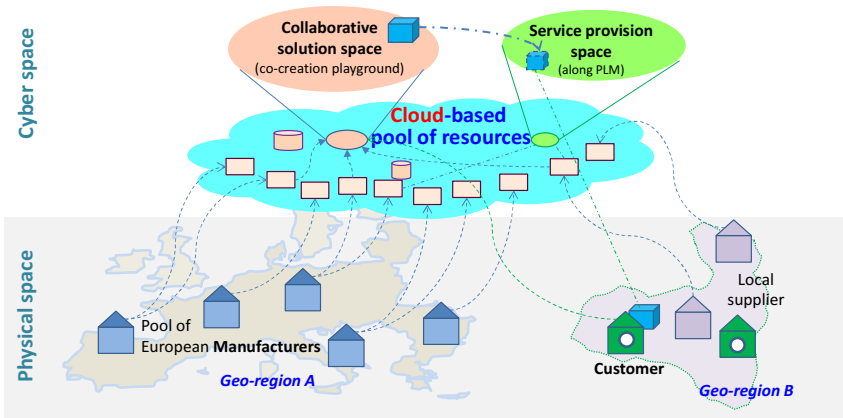 Cyber space
Collaborative
solution space
(co-creation playground)
Service provision
space
(along PLM)
Cloud-based
pool of resources
Physical space
Pool of
European Manufacturers
Geo-region A
Local
supplier
Customer
Geo-region B